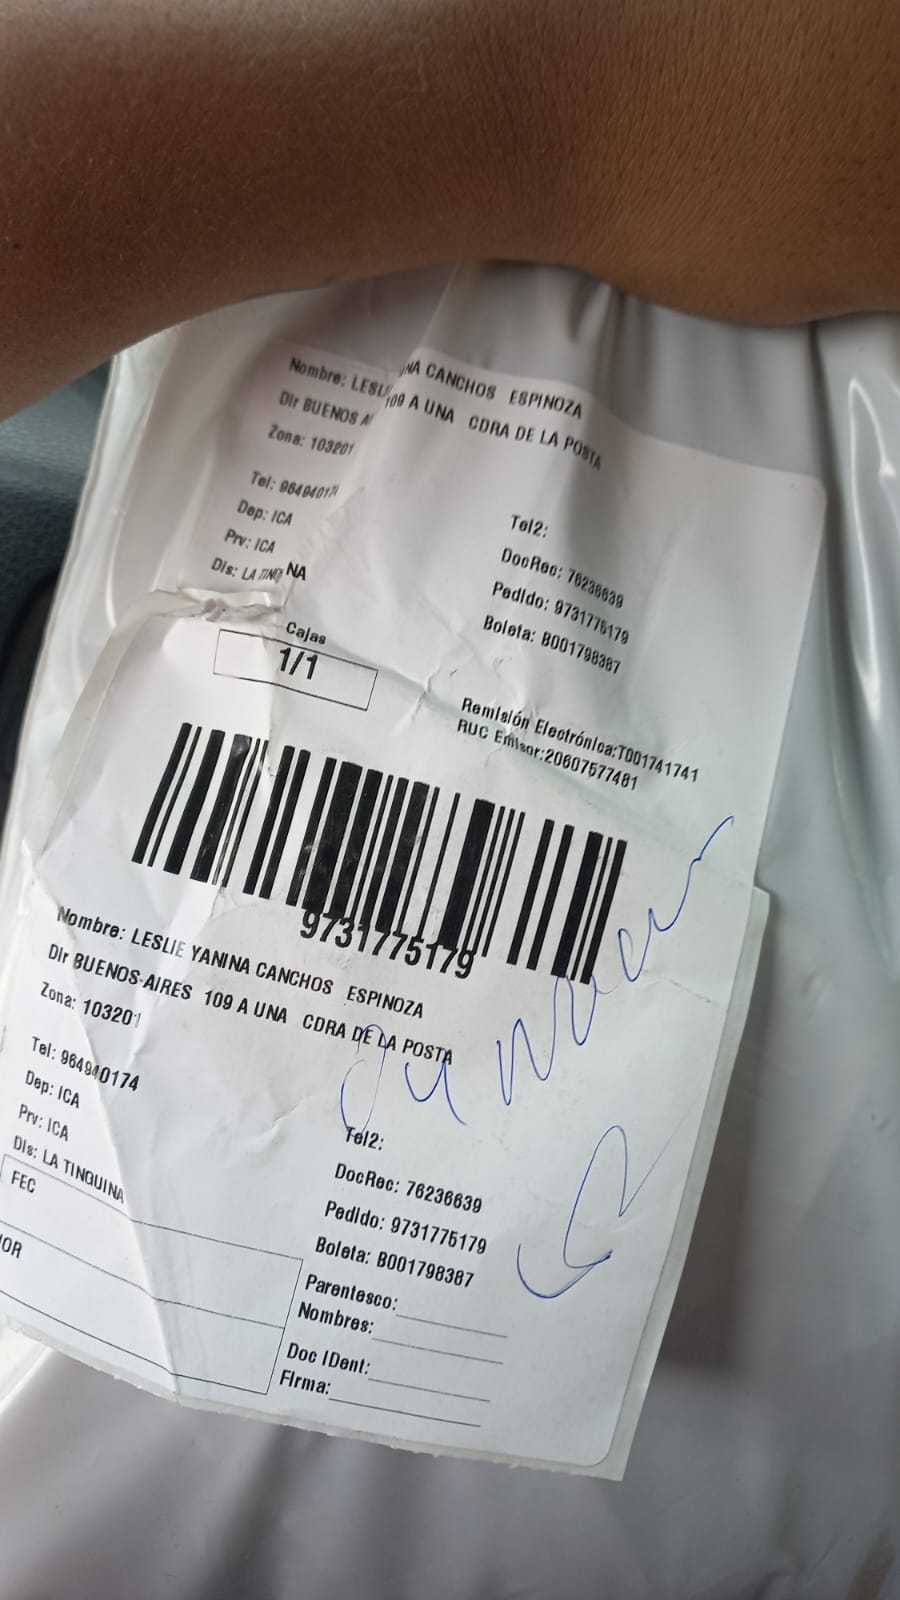 Nombre: LESL NA CANCHOS ESPINOZA
Dir BUENOS A 109 A UNA CDRA DE LA POSTA
Zona: 103201
Tel: 96494017
Dep: ICA
Prv: ICA
Dis: LA TING NA
Tel2:
DocRec: 76236639
Pedido: 9731775179
Boleta: B001798387
Cajas
1/1
Remisión Electrónica:T001741741
RUC Emisor:20607577481
9731775179
Nombre: LESLIE YANINA CANCHOS ESPINOZA
Dir BUENOS-AIRES 109 A UNA CDRA DE LA POSTA
Zona: 103201
Tel: 964940174
Dep: ICA
Prv: ICA
Dis: LA TINGUINA
FEC
IOR
Tel2:
DocRec: 76236639
Pedido: 9731775179
Boleta: B001798387
Parentesco:
Nombres:
Doc IDent:
Firma: